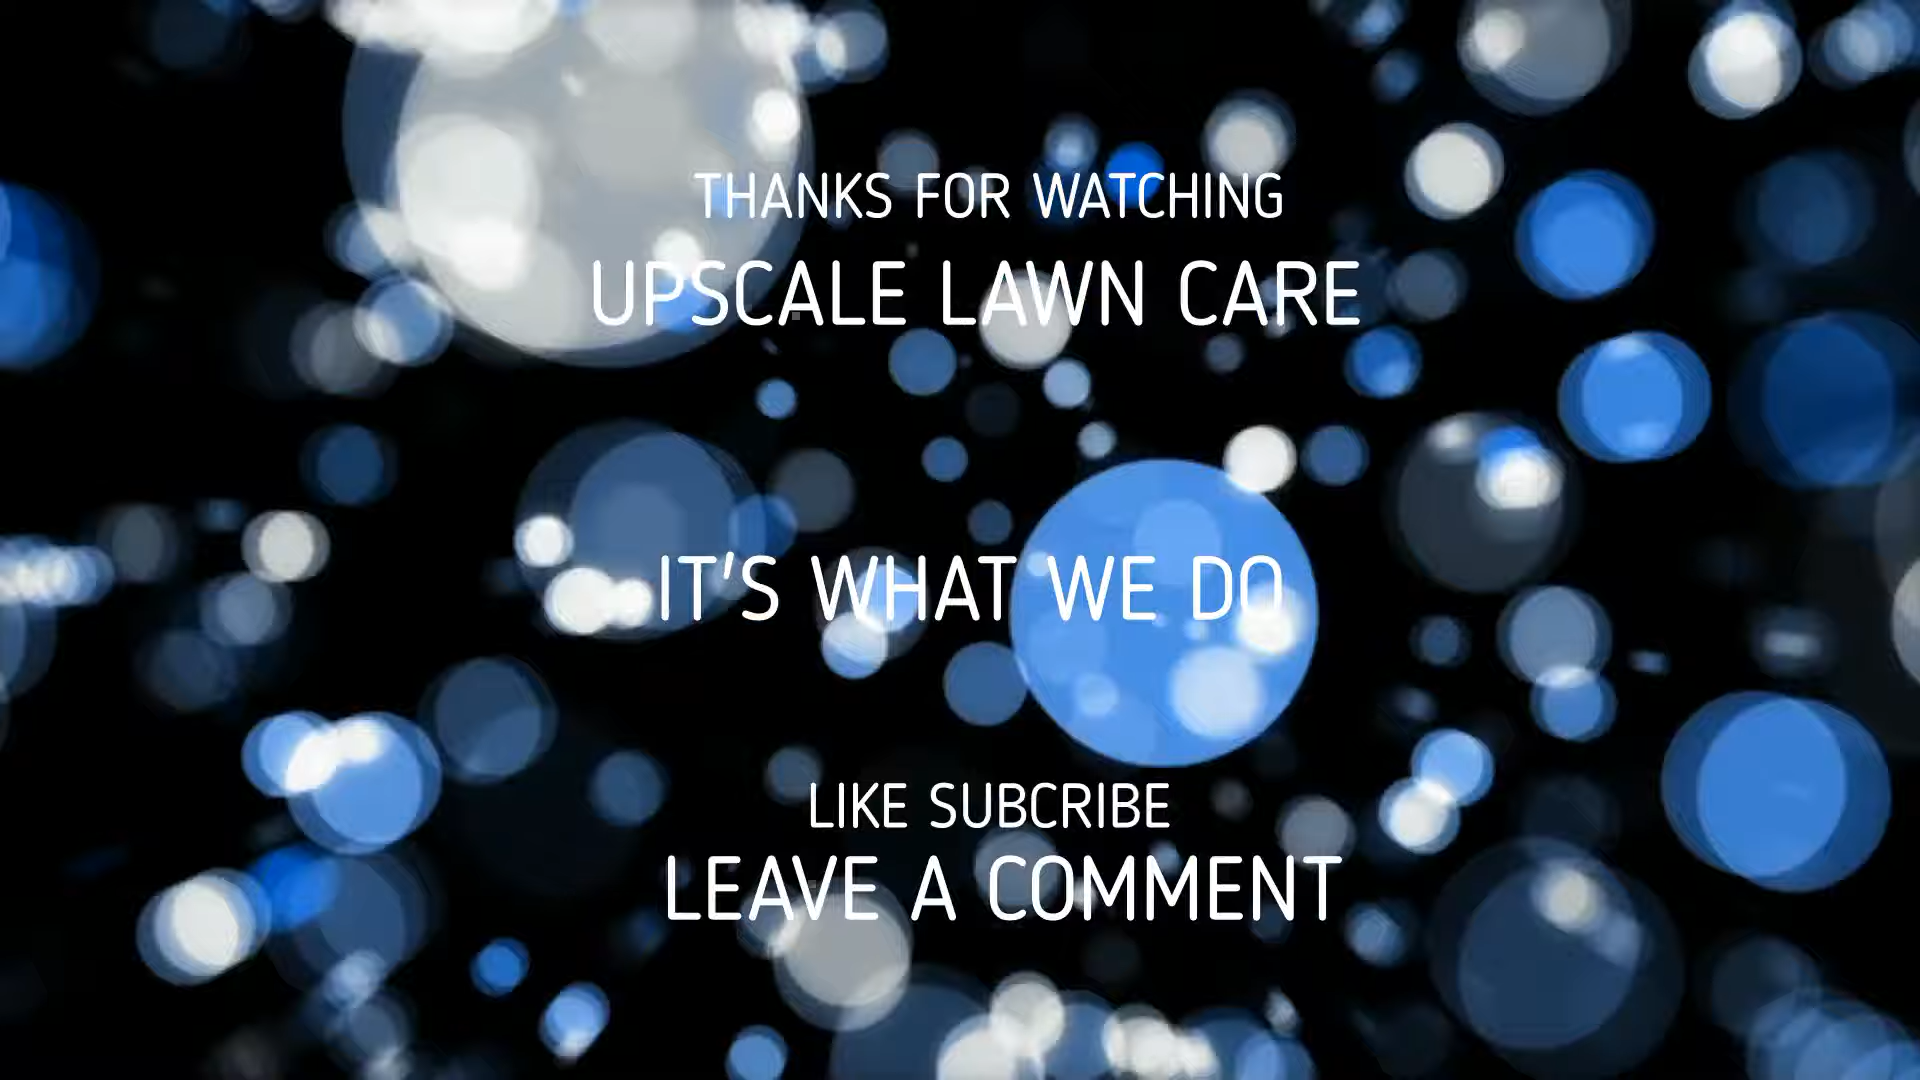 THANKS FOR WATCHING
UPSCALE LAWN CARE
IT'S WHAT WE DO
LIKE SUBCRIBE
LEAVE A COMMENT